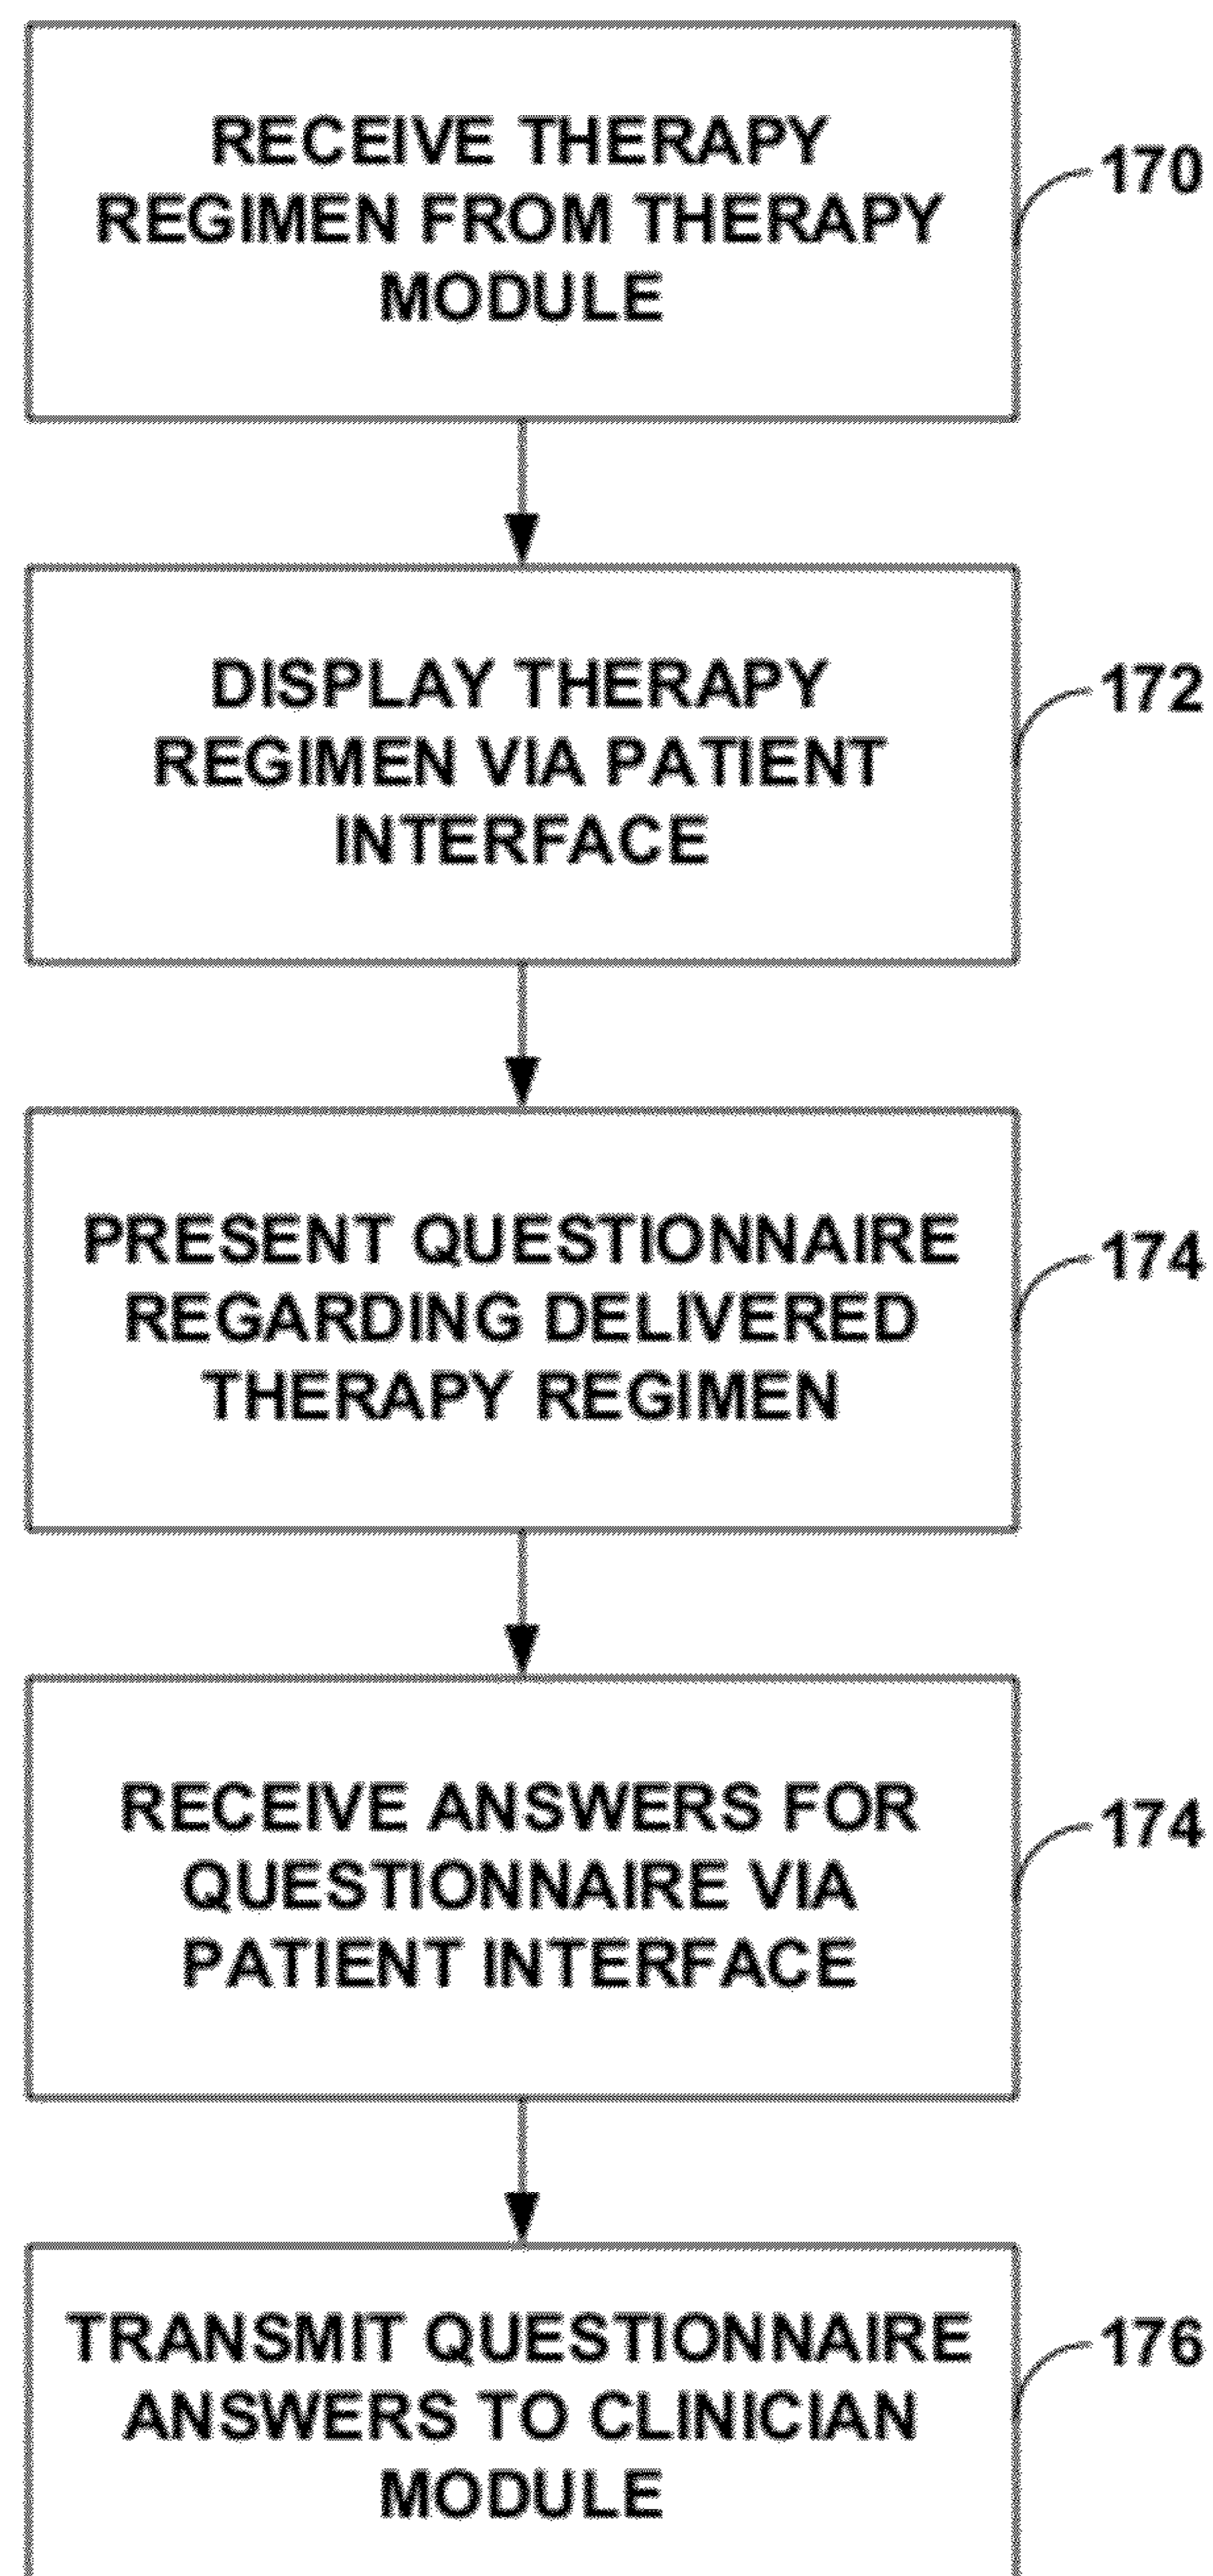 RECEIVE THERAPY
REGIMEN FROM THERAPY
MODULE
170
DISPLAY THERAPY
REGIMEN VIA PATIENT
INTERFACE
172
PRESENT QUESTIONNAIRE
REGARDING DELIVERED
THERAPY REGIMEN
174
RECEIVE ANSWERS FOR
QUESTIONNAIRE VIA
PATIENT INTERFACE
174
TRANSMIT QUESTIONNAIRE
ANSWERS TO CLINICIAN
MODULE
176